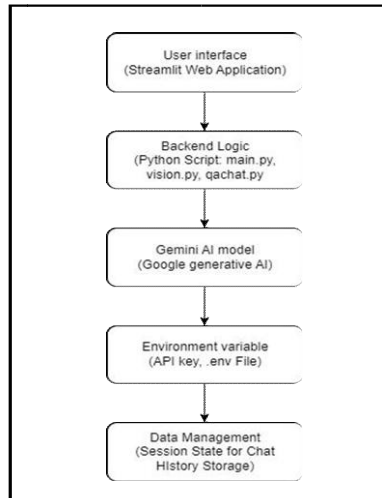 User interface
(Streamlit Web Application)
Backend Logic
(Python Script: main.py,
vision.py, qachat.py
Gemini AI model
(Google generative AI)
Environment variable
(API key, .env File)
Data Management
(Session State for Chat
HIstory Storage)